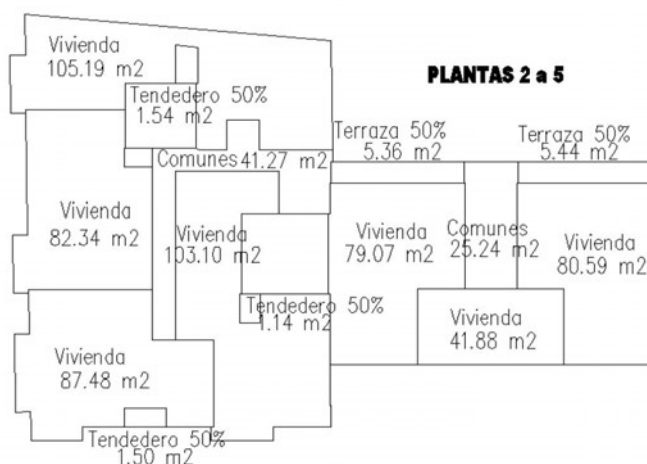 Vivienda
105.19 m2
PLANTAS 2 a 5
Tendedero 50%
1.54 m2
Terraza 50%
5.36 m2
Terraza 50%
5.44 m2
Comunes 41.27 m2
Vivienda
82.34 m2
Vivienda
103.10 m2
Vivienda
79.07 m2
Comunes
25.24 m2
Vivienda
80.59 m2
Tendedero 50%
1.14 m2
Vivienda
41.88 m2
Vivienda
87.48 m2
Tendedero 50%
1.50 m2